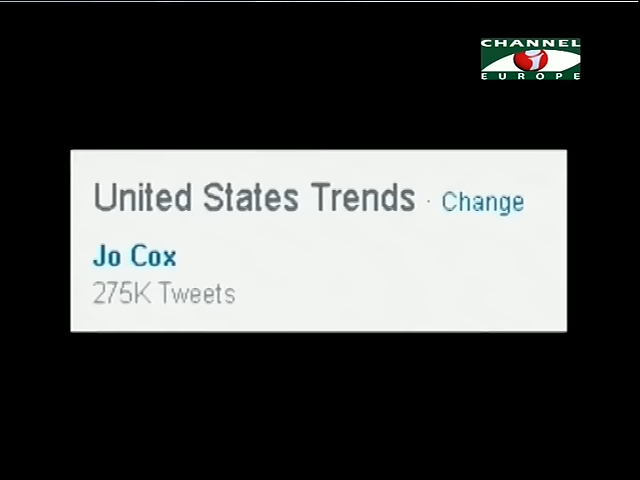 CHANNEL
i
EUROPE
United States Trends · Change
Jo Cox
275K Tweets